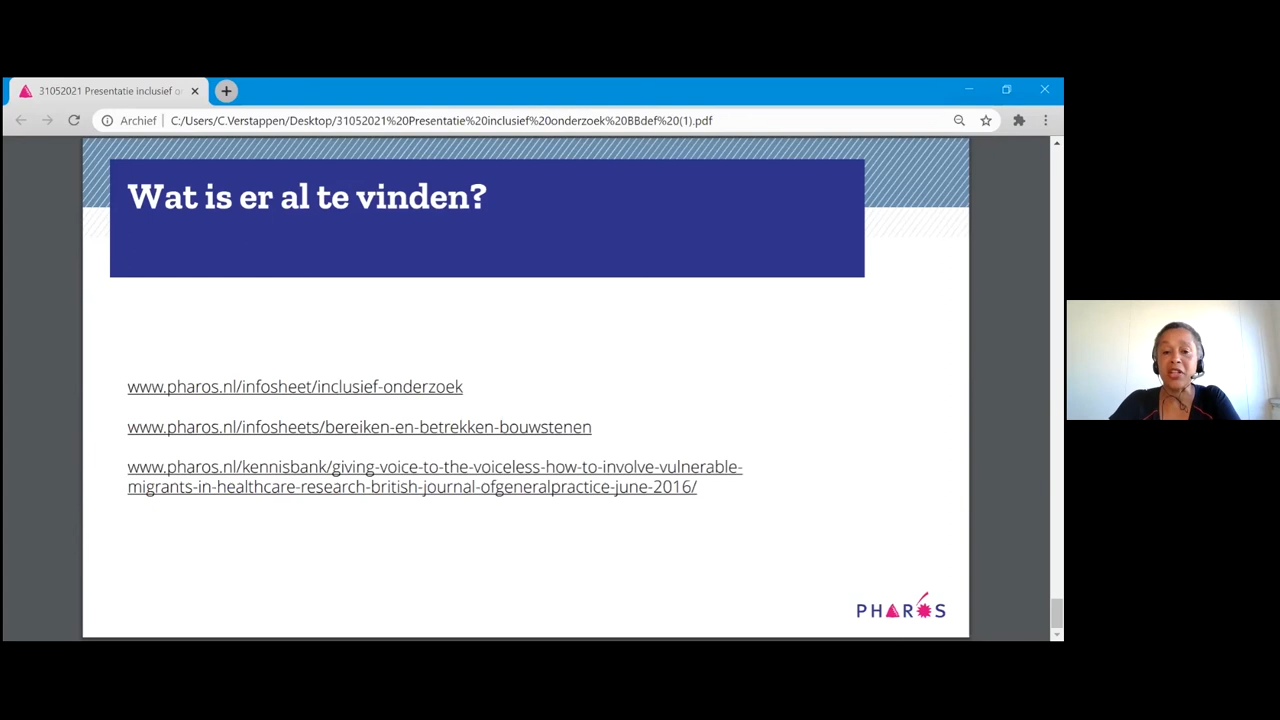 31052021 Presentatie inclusief o
Archief
C:/Users/C.Verstappen/Desktop/31052021%20Presentatie%20inclusief%20onderzoek%20BBdef%20(1).pdf
Wat is er al te vinden?
www.pharos.nl/infosheet/inclusief-onderzoek
www.pharos.nl/infosheets/bereiken-en-betrekken-bouwstenen
www.pharos.nl/kennisbank/giving-voice-to-the-voiceless-how-to-involve-vulnerable-
migrants-in-healthcare-research-british-journal-ofgeneralpractice-june-2016/
PHAROS